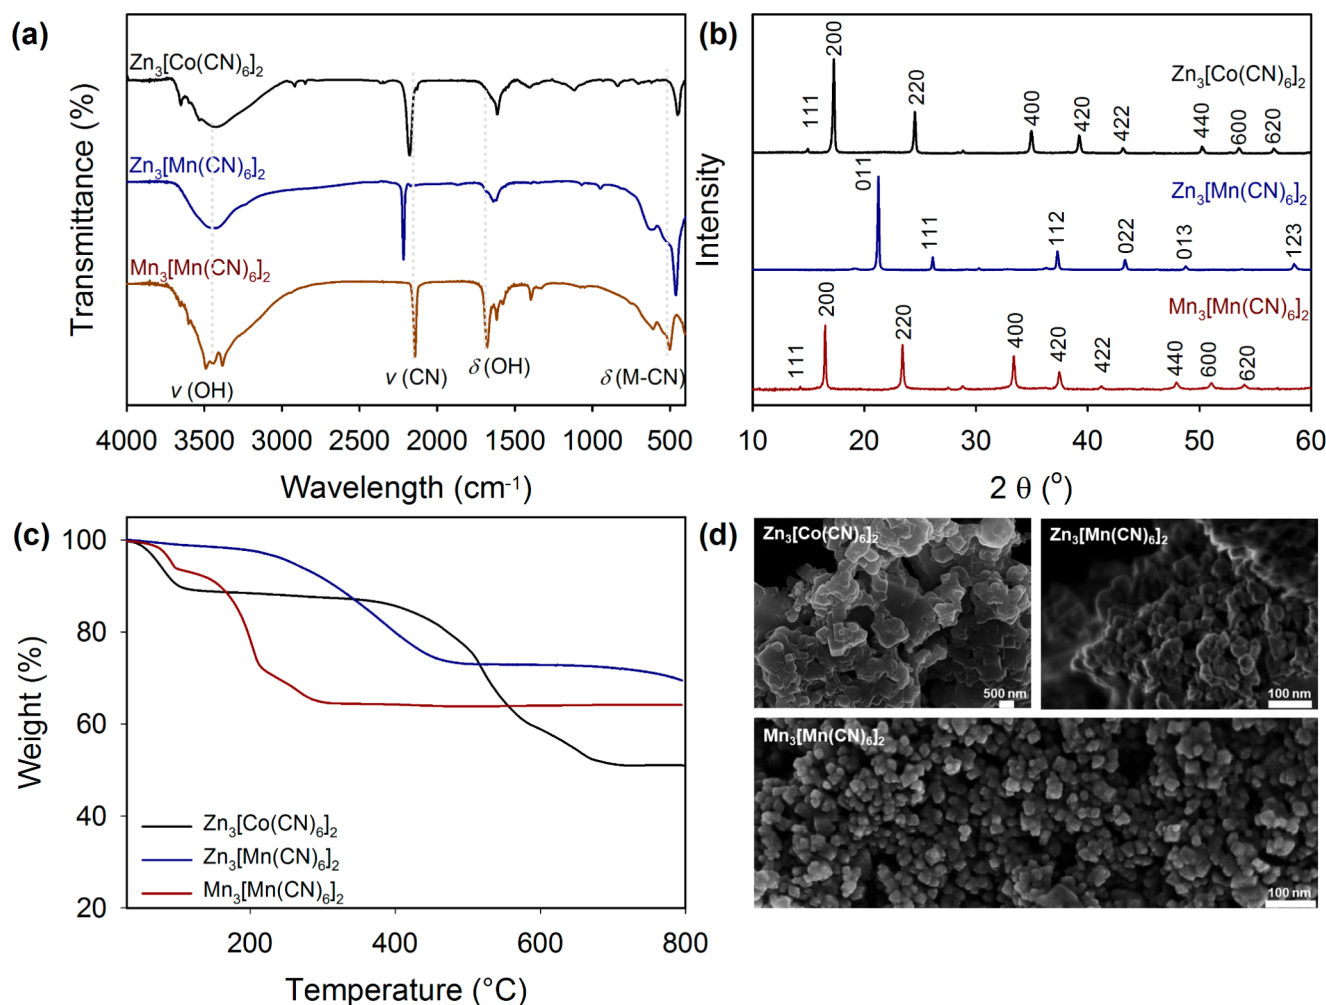 (a)
Zn3[Co(CN)6]2
Zn3[Mn(CN)6]2
Mn3[Mn(CN)6]2
ν (OH)
ν (CN)
δ (OH)
δ (M-CN)
Transmittance (%)
4000 3500 3000 2500 2000 1500 1000 500
Wavelength (cm-1)
(b)
111
200
220
400
420
422
440
600
620
Zn3[Co(CN)6]2
011
111
112
022
013
123
Zn3[Mn(CN)6]2
111
200
220
400
420
422
440
600
620
Mn3[Mn(CN)6]2
Intensity
10 20 30 40 50 60
2 θ (o)
(c)
100
80
60
40
20
Weight (%)
Zn3[Co(CN)6]2
Zn3[Mn(CN)6]2
Mn3[Mn(CN)6]2
200 400 600 800
Temperature (°C)
(d)
Zn3[Co(CN)6]2
500 nm
Zn3[Mn(CN)6]2
100 nm
Mn3[Mn(CN)6]2
100 nm